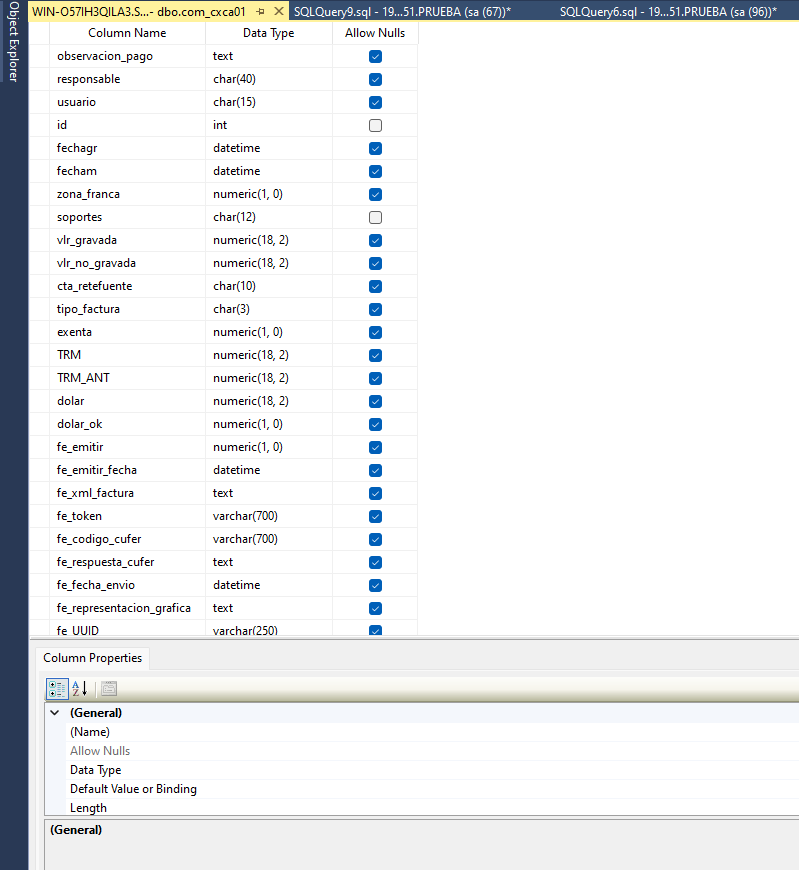 Object Explorer
WIN-O57IH3QILA3.S...- dbo.com_cxca01 SQLQuery9.sql - 19...51.PRUEBA (sa (67))* SQLQuery6.sql - 19...51.PRUEBA (sa (96))*
Column Name Data Type Allow Nulls
observacion_pago text
responsable char(40)
usuario char(15)
id int
fechagr datetime
fecham datetime
zona_franca numeric(1, 0)
soportes char(12)
vlr_gravada numeric(18, 2)
vlr_no_gravada numeric(18, 2)
cta_retefuente char(10)
tipo_factura char(3)
exenta numeric(1, 0)
TRM numeric(18, 2)
TRM_ANT numeric(18, 2)
dolar numeric(18, 2)
dolar_ok numeric(1, 0)
fe_emitir numeric(1, 0)
fe_emitir_fecha datetime
fe_xml_factura text
fe_token varchar(700)
fe_codigo_cufer varchar(700)
fe_respuesta_cufer text
fe_fecha_envio datetime
fe_representacion_grafica text
fe_UUID varchar(250)
Column Properties
(General)
(Name)
Allow Nulls
Data Type
Default Value or Binding
Length
(General)